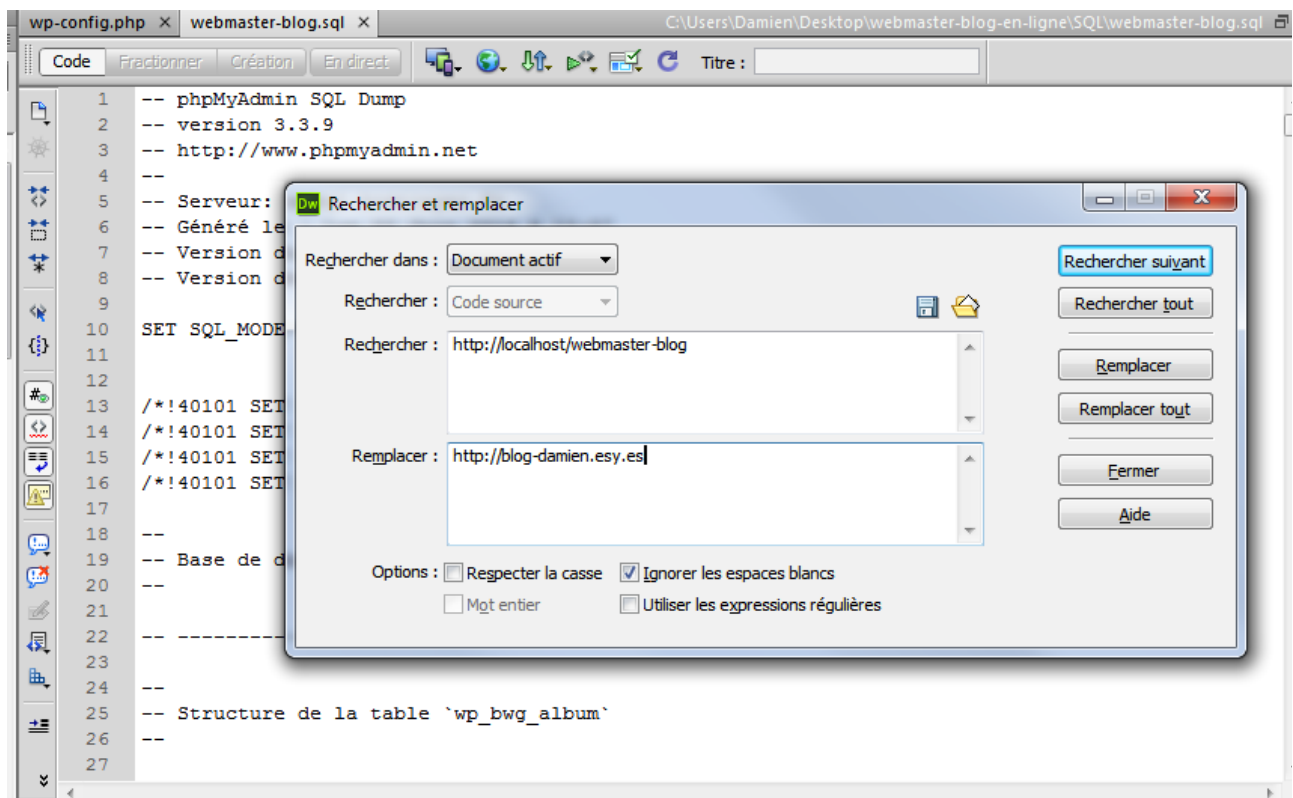 wp-config.php × webmaster-blog.sql × C:\Users\Damien\Desktop\webmaster-blog-en-ligne\SQL\webmaster-blog.sql
Code Fractionner Création En direct Titre :
1 -- phpMyAdmin SQL Dump
2 -- version 3.3.9
3 -- http://www.phpmyadmin.net
4 --
5 -- Serveur:
6 -- Généré le
7 -- Version d
8 -- Version d
9
10 SET SQL_MODE
11
12
13 /*!40101 SET
14 /*!40101 SET
15 /*!40101 SET
16 /*!40101 SET
17
18 --
19 -- Base de d
20 --
21
22 -- ---------
23
24 --
25 -- Structure de la table `wp_bwg_album`
26 --
27
Dw Rechercher et remplacer
Rechercher dans : Document actif
Rechercher suivant
Rechercher : Code source
Rechercher tout
Rechercher : http://localhost/webmaster-blog
Remplacer
Remplacer tout
Remplacer : http://blog-damien.esy.es
Fermer
Aide
Options : Respecter la casse Ignorer les espaces blancs
Mot entier Utiliser les expressions régulières